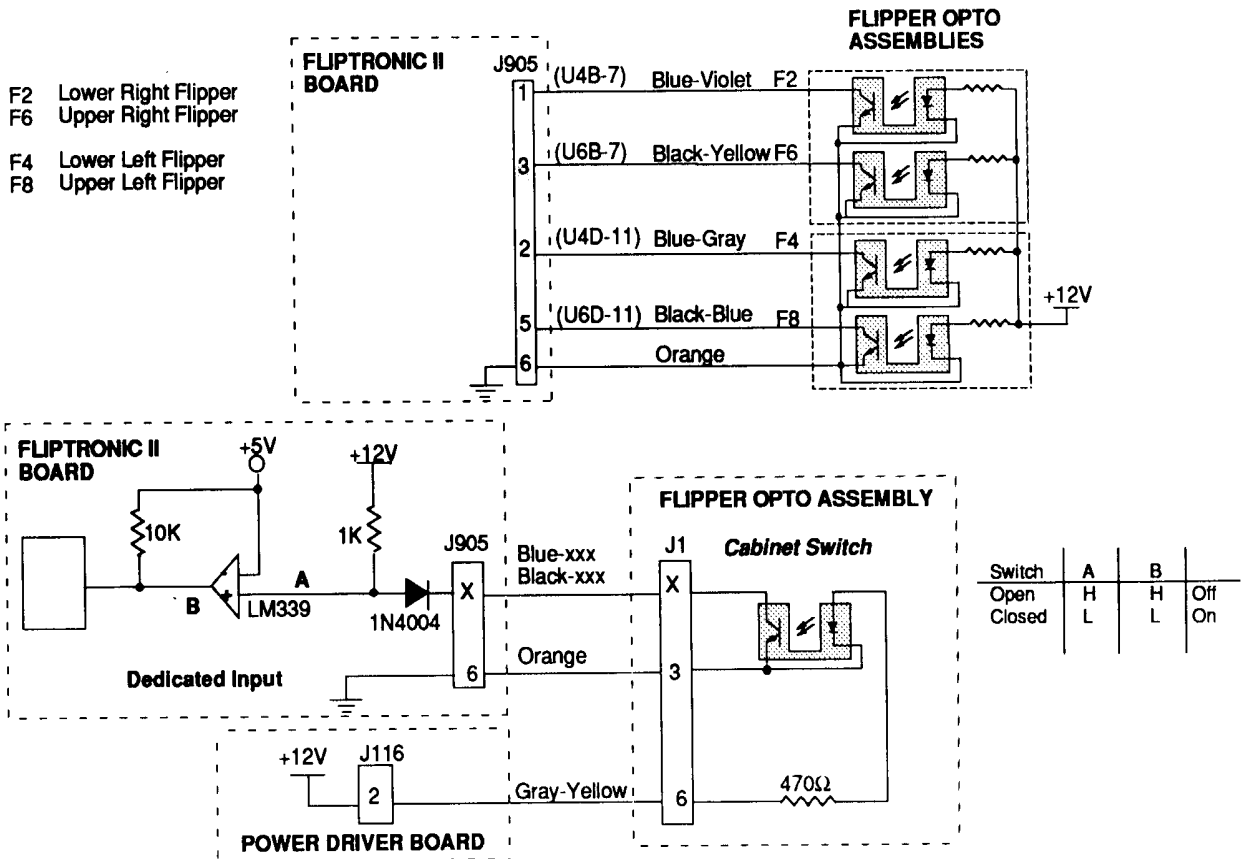 FLIPPER OPTO
ASSEMBLIES
FLIPTRONIC II
BOARD
J905
F2 Lower Right Flipper
F6 Upper Right Flipper
F4 Lower Left Flipper
F8 Upper Left Flipper
1 (U4B-7) Blue-Violet F2
3 (U6B-7) Black-Yellow F6
2 (U4D-11) Blue-Gray F4
5 (U6D-11) Black-Blue F8
6 Orange
+12V
FLIPTRONIC II
BOARD
+5V
+12V
10K
1K
J905
A
B
-
+
LM339
1N4004
X
6
Dedicated Input
Blue-xxx
Black-xxx
Orange
FLIPPER OPTO ASSEMBLY
J1
Cabinet Switch
X
3
6
470Ω
Switch A B
Open H H Off
Closed L L On
+12V
J116
2
Gray-Yellow
POWER DRIVER BOARD